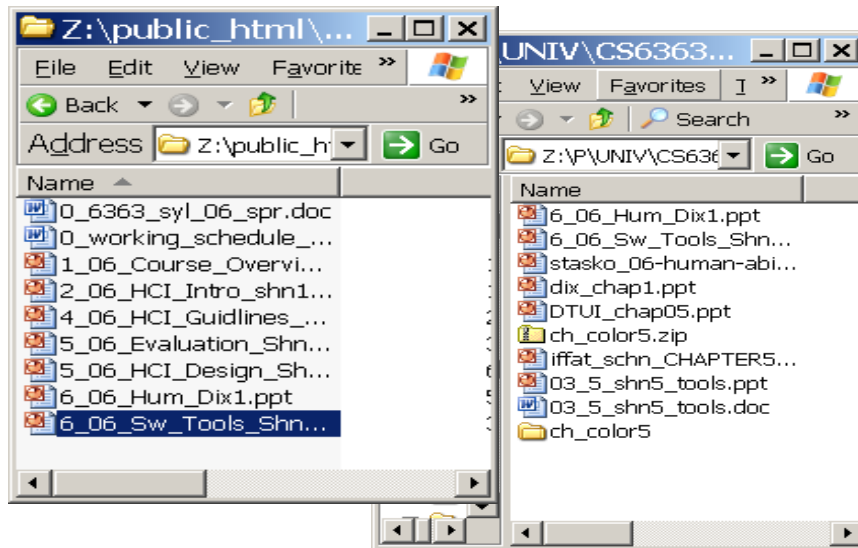 Z:\public_html\...
File Edit View Favorite »
Back »
Address Z:\public_h Go
Name
0_6363_syl_06_spr.doc
0_working_schedule_...
1_06_Course_Overvi...
2_06_HCI_Intro_shn1...
4_06_HCI_Guidlines_...
5_06_Evaluation_Shn...
5_06_HCI_Design_Sh...
6_06_Hum_Dix1.ppt
6_06_Sw_Tools_Shn...
\UNIV\CS6363...
View Favorites T »
Search »
Z:\P\UNIV\CS636 Go
Name
6_06_Hum_Dix1.ppt
6_06_Sw_Tools_Shn...
stasko_06-human-abi...
dix_chap1.ppt
DTUI_chap05.ppt
ch_color5.zip
iffat_schn_CHAPTER5...
03_5_shn5_tools.ppt
03_5_shn5_tools.doc
ch_color5